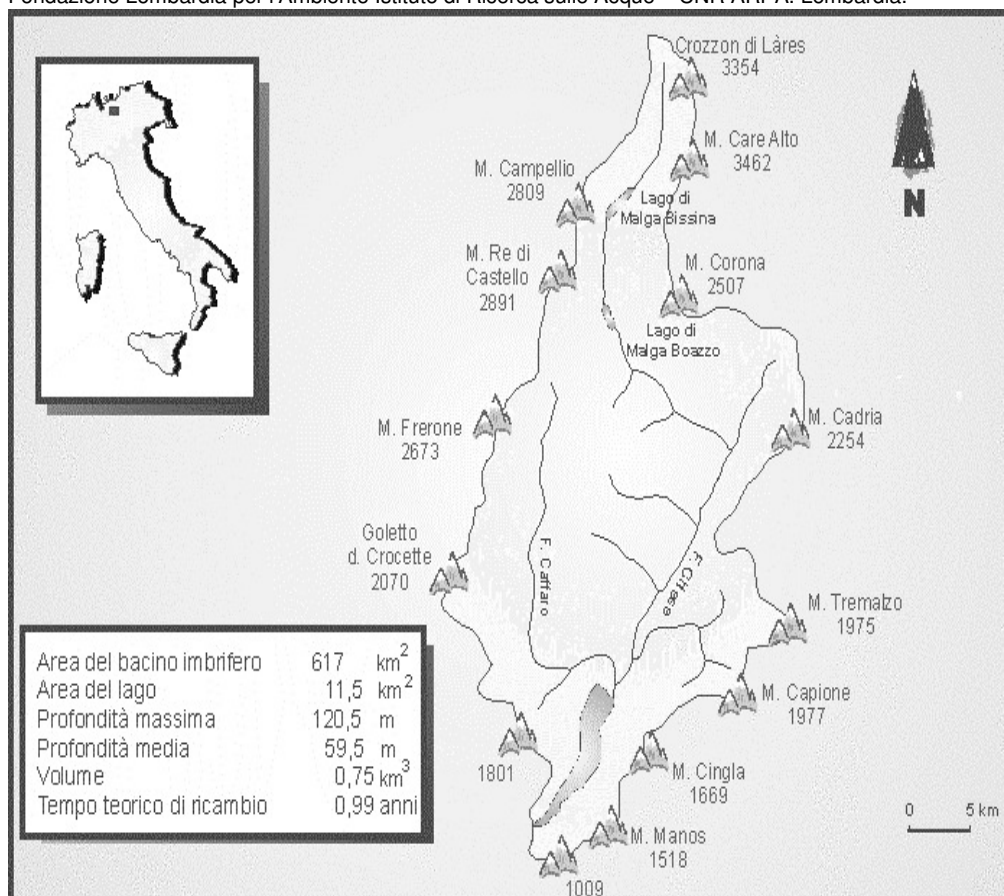 Fondazione Lombardia per l'Ambiente Istituto di Ricerca sulle Acque – CNR ARPA. Lombardia.
Crozzon di Làres
3354
M. Care Alto
3462
M. Campellio
2809
Lago di
Malga Bissina
N
M. Re di
Castello
2891
M. Corona
2507
Lago di
Malga Boazzo
M. Frerone
2673
M. Cadria
2254
Goletto
d. Crocette
2070
F. Caffaro
F. Chiese
M. Tremalzo
1975
Area del bacino imbrifero 617 km²
Area del lago 11,5 km²
Profondità massima 120,5 m
Profondità media 59,5 m
Volume 0,75 km³
Tempo teorico di ricambio 0,99 anni
M. Capione
1977
1801
M. Cingla
1669
0 5 km
M. Manos
1518
1009